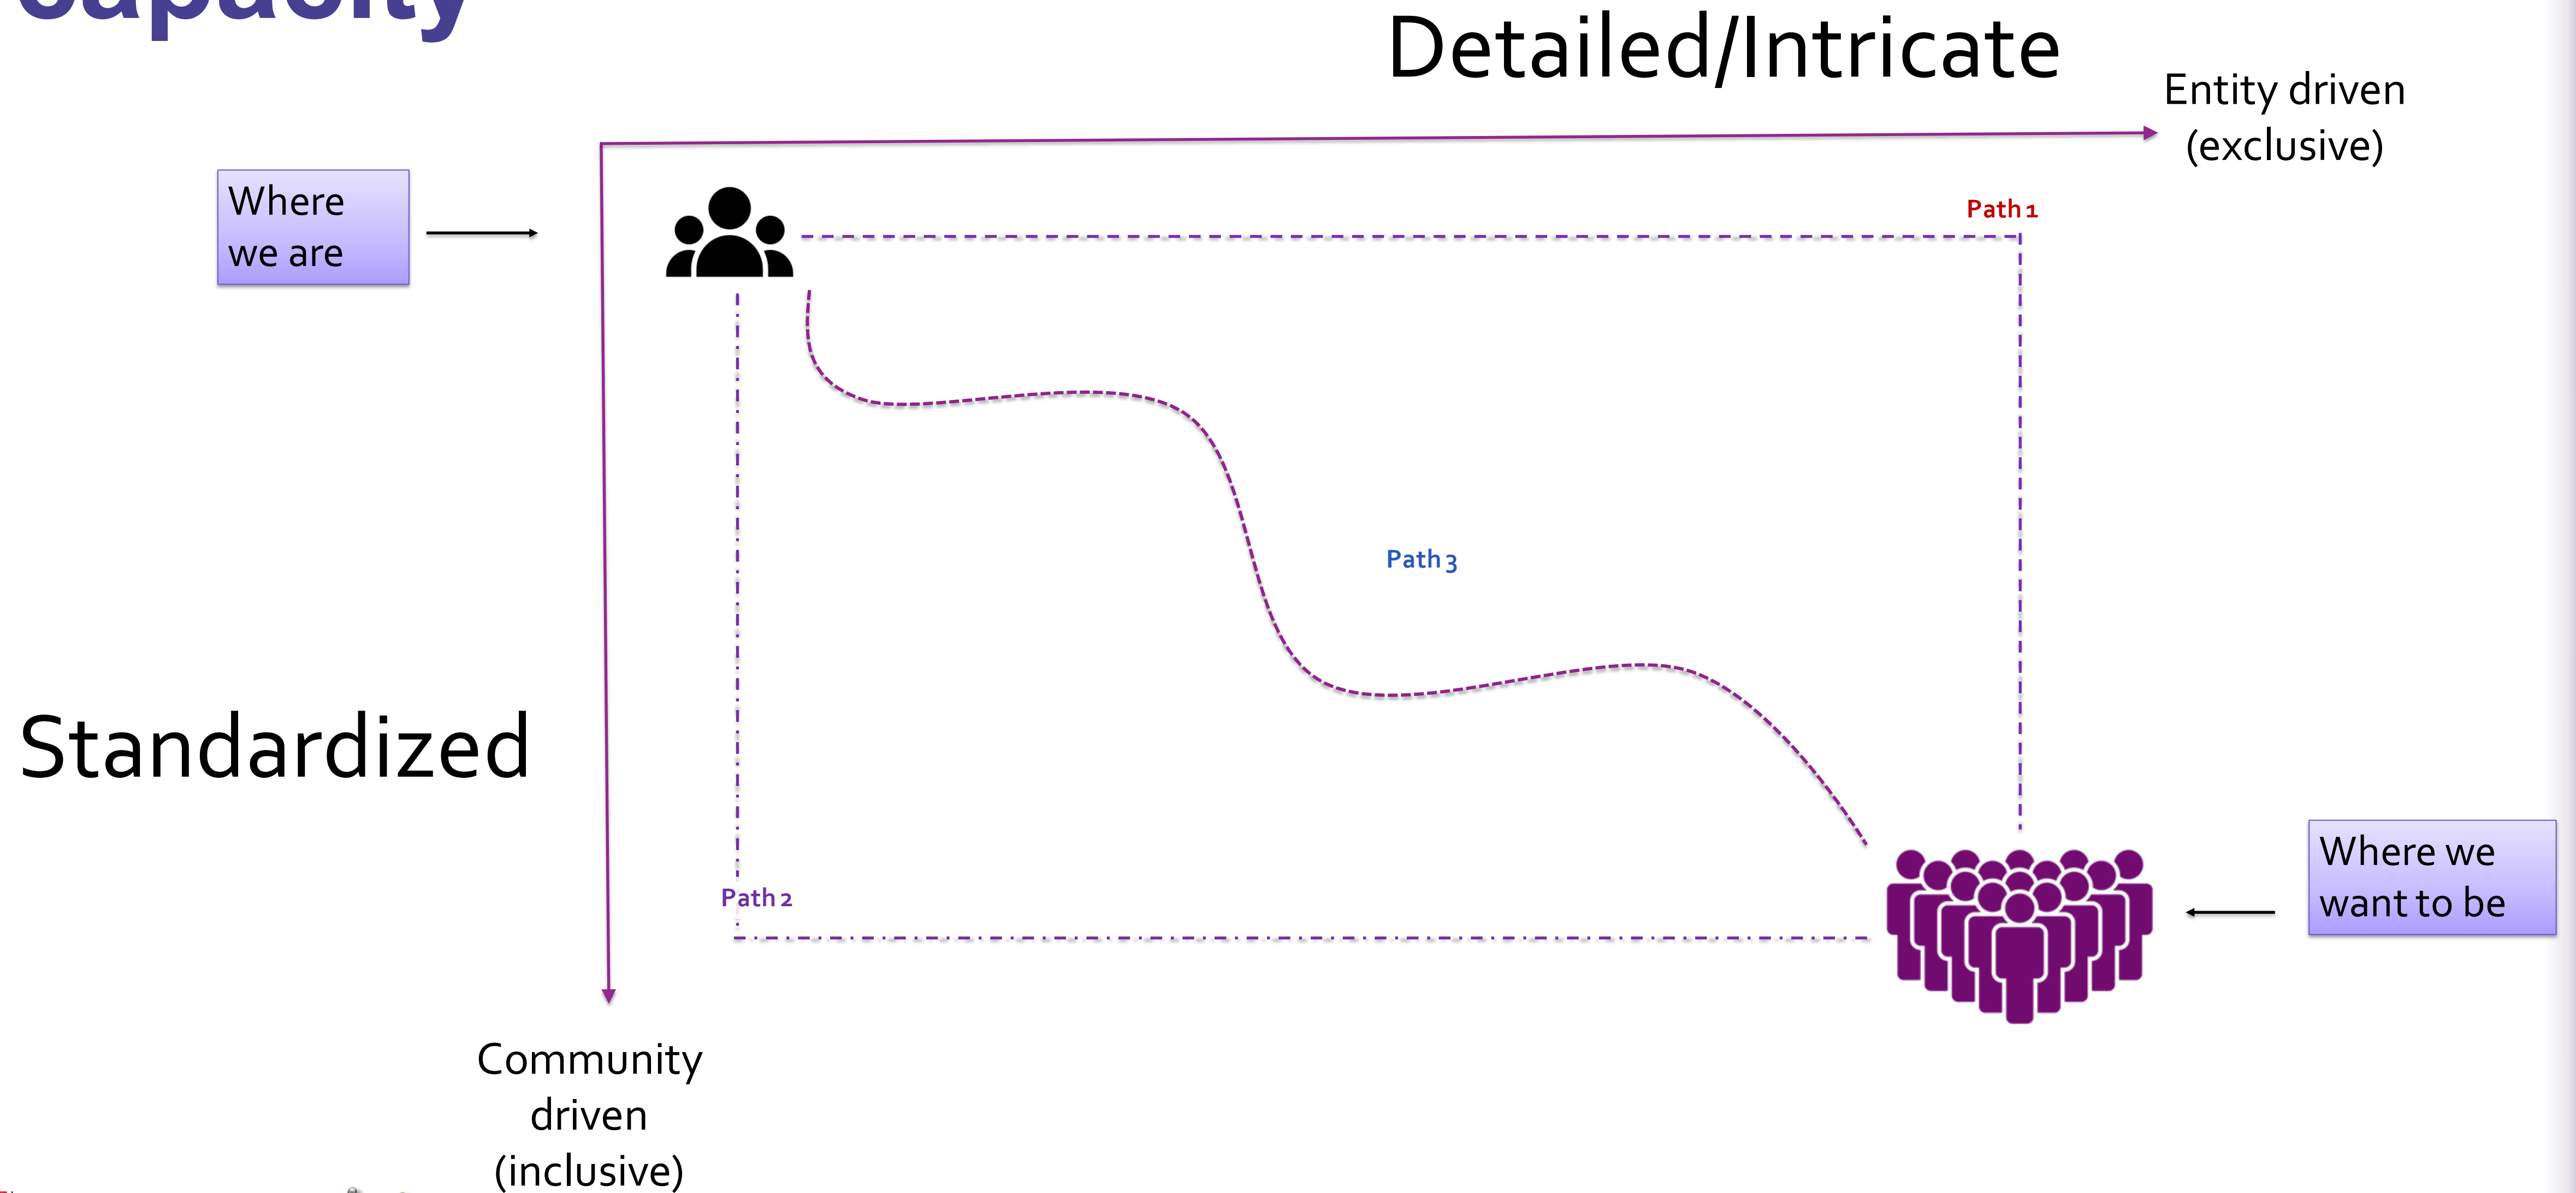 capacity
Detailed/Intricate
Entity driven
(exclusive)
Where
we are
Path 1
Path 3
Standardized
Path 2
Where we
want to be
Community
driven
(inclusive)